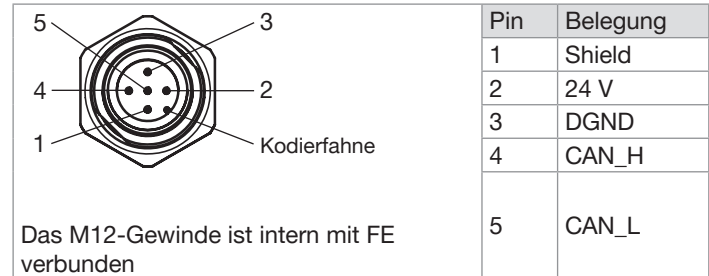 5
3
4
2
1
Kodierfahne
Das M12-Gewinde ist intern mit FE
verbunden
Pin Belegung
1 Shield
2 24 V
3 DGND
4 CAN_H
5 CAN_L